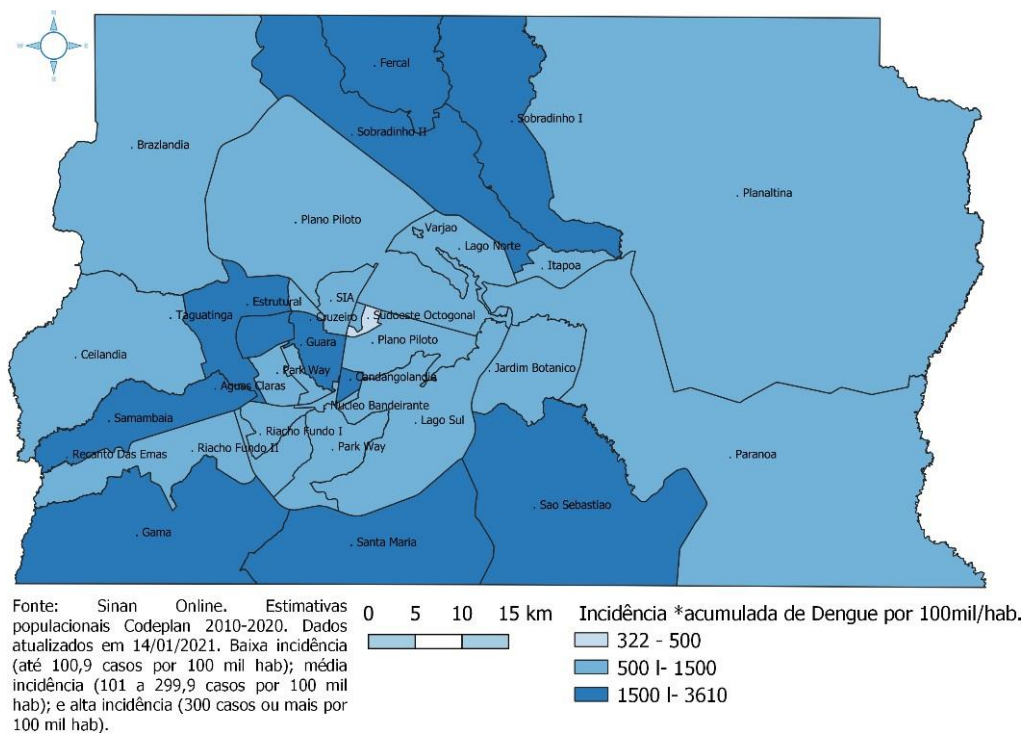 N
W
E
S
Fercal
Sobradinho I
Sobradinho II
Brazlandia
Planaltina
Plano Piloto
Varjao
Lago Norte
Itapoa
SIA
Estrutural
Taguatinga
Cruzeiro
Sudoeste Octogonal
Guara
Plano Piloto
Ceilandia
Park Way
Candangolandia
Jardim Botanico
Aguas Claras
Nucleo Bandeirante
Samambaia
Lago Sul
Riacho Fundo I
Recanto Das Emas
Riacho Fundo II
Park Way
Paranoa
Sao Sebastiao
Gama
Santa Maria
Fonte: Sinan Online. Estimativas
populacionais Codeplan 2010-2020. Dados
atualizados em 14/01/2021. Baixa incidência
(até 100,9 casos por 100 mil hab); média
incidência (101 a 299,9 casos por 100 mil
hab); e alta incidência (300 casos ou mais por
100 mil hab).
0 5 10 15 km
Incidência *acumulada de Dengue por 100mil/hab.
322 - 500
500 l- 1500
1500 l- 3610